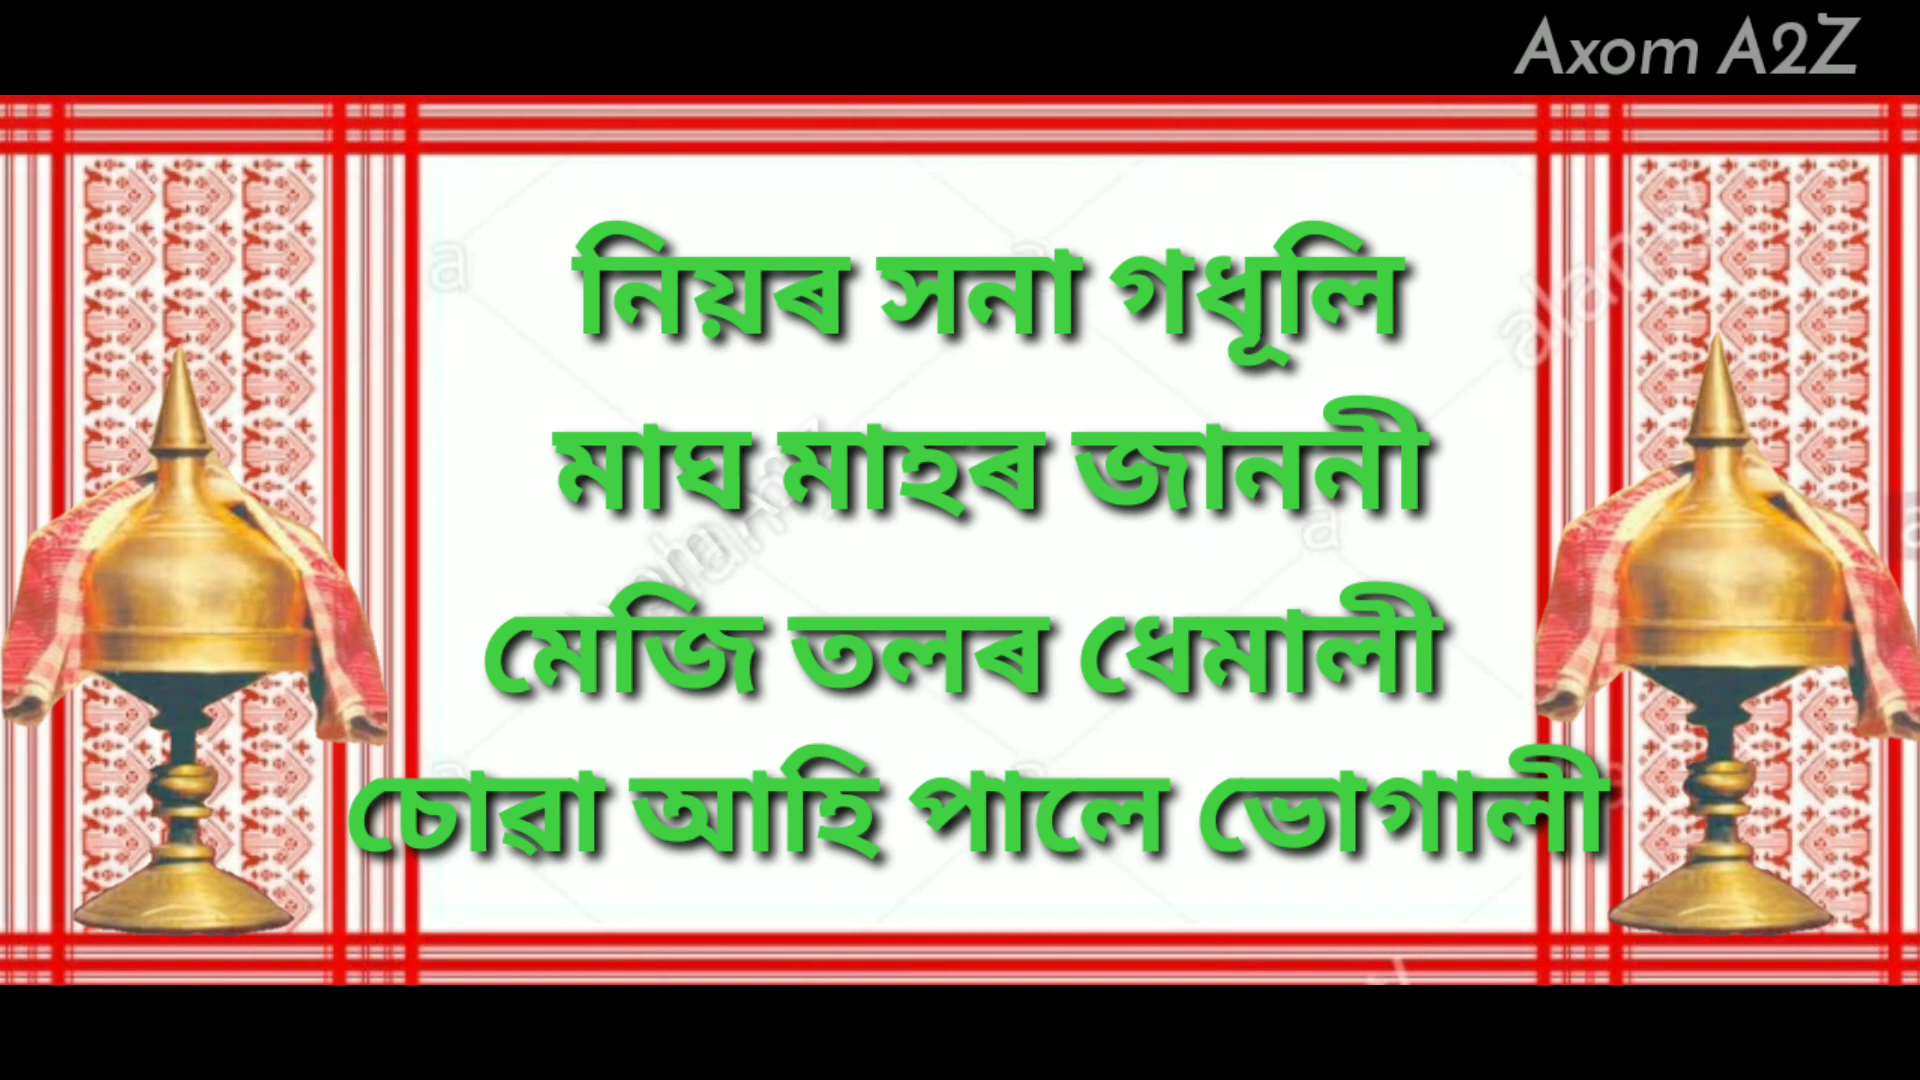 Axom A2Z
নিয়ৰ সনা গধূলি
মাঘ মাহৰ জাননী
মেজি তলৰ ধেমালী
চোৱা আহি পালে ভোগালী